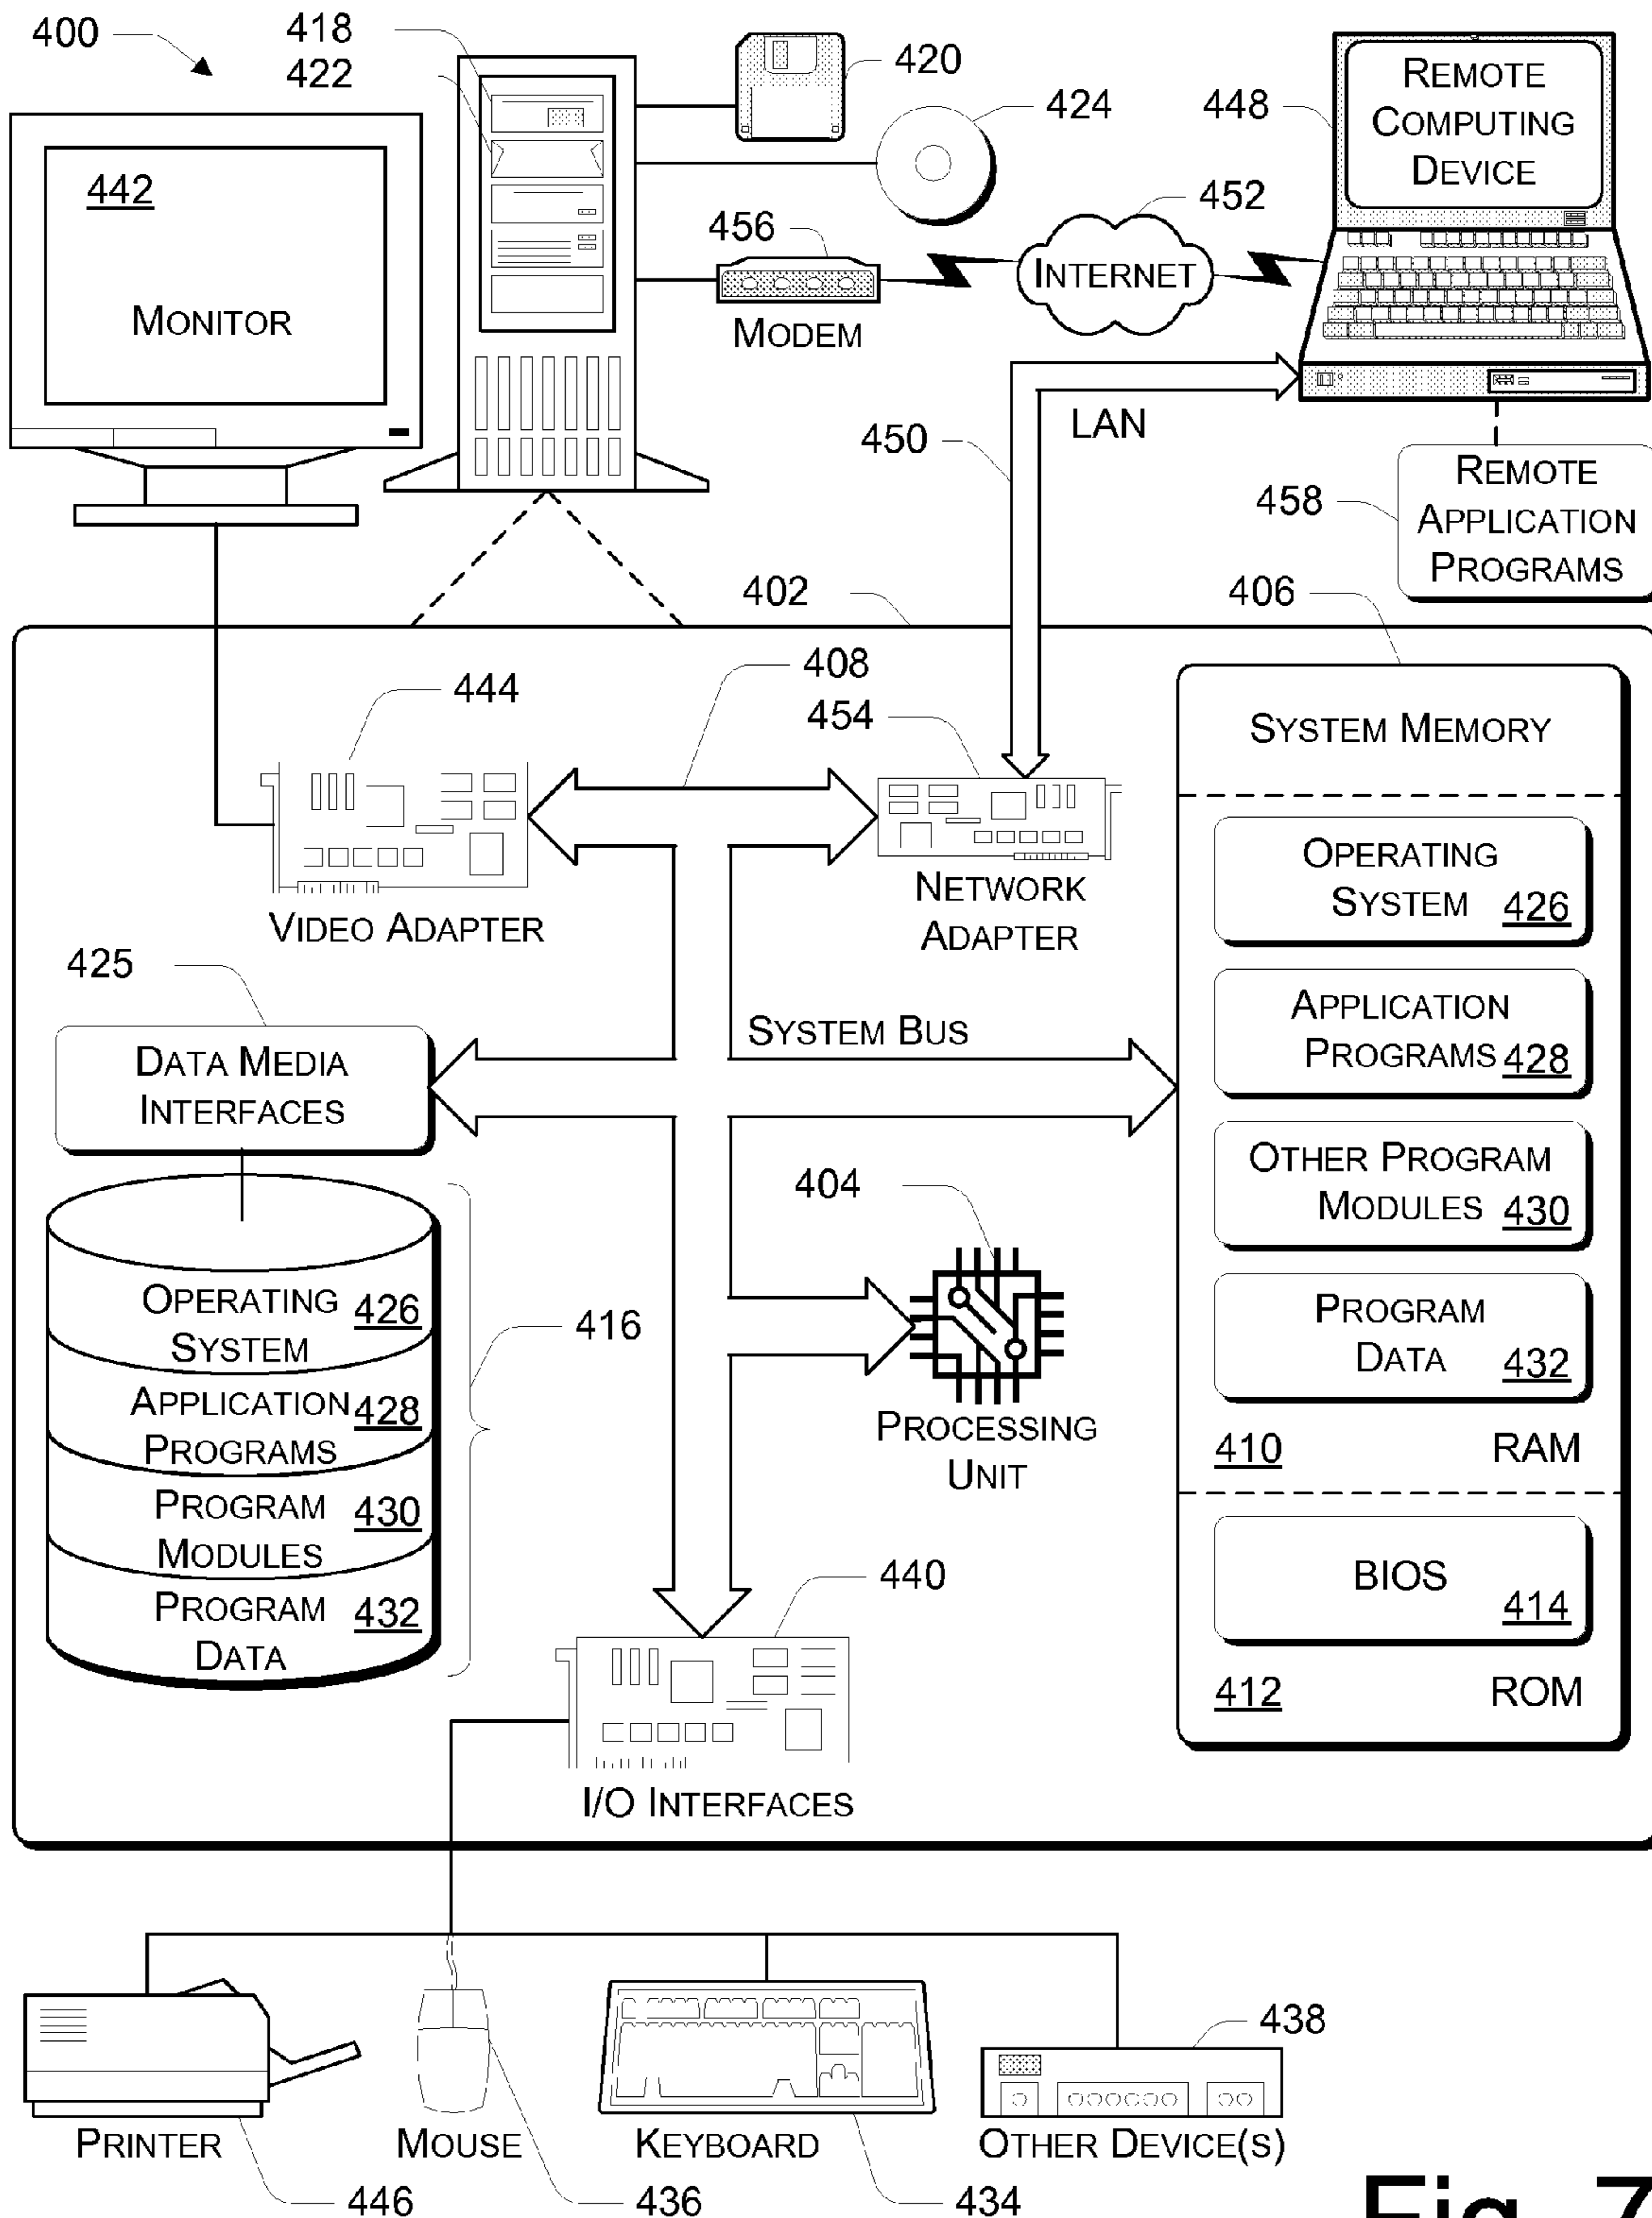 400
418
422
420
424
448
REMOTE
COMPUTING
DEVICE
442
MONITOR
456
MODEM
452
INTERNET
450
LAN
458
REMOTE
APPLICATION
PROGRAMS
402
406
408
444
454
VIDEO ADAPTER
NETWORK
ADAPTER
SYSTEM MEMORY
OPERATING
SYSTEM 426
APPLICATION
PROGRAMS 428
OTHER PROGRAM
MODULES 430
PROGRAM
DATA 432
410 RAM
BIOS
414
412 ROM
425
DATA MEDIA
INTERFACES
SYSTEM BUS
404
PROCESSING
UNIT
OPERATING 426
SYSTEM
APPLICATION 428
PROGRAMS
PROGRAM 430
MODULES
PROGRAM 432
DATA
416
440
I/O INTERFACES
438
PRINTER
MOUSE
KEYBOARD
OTHER DEVICE(S)
446
436
434
Fig. 7